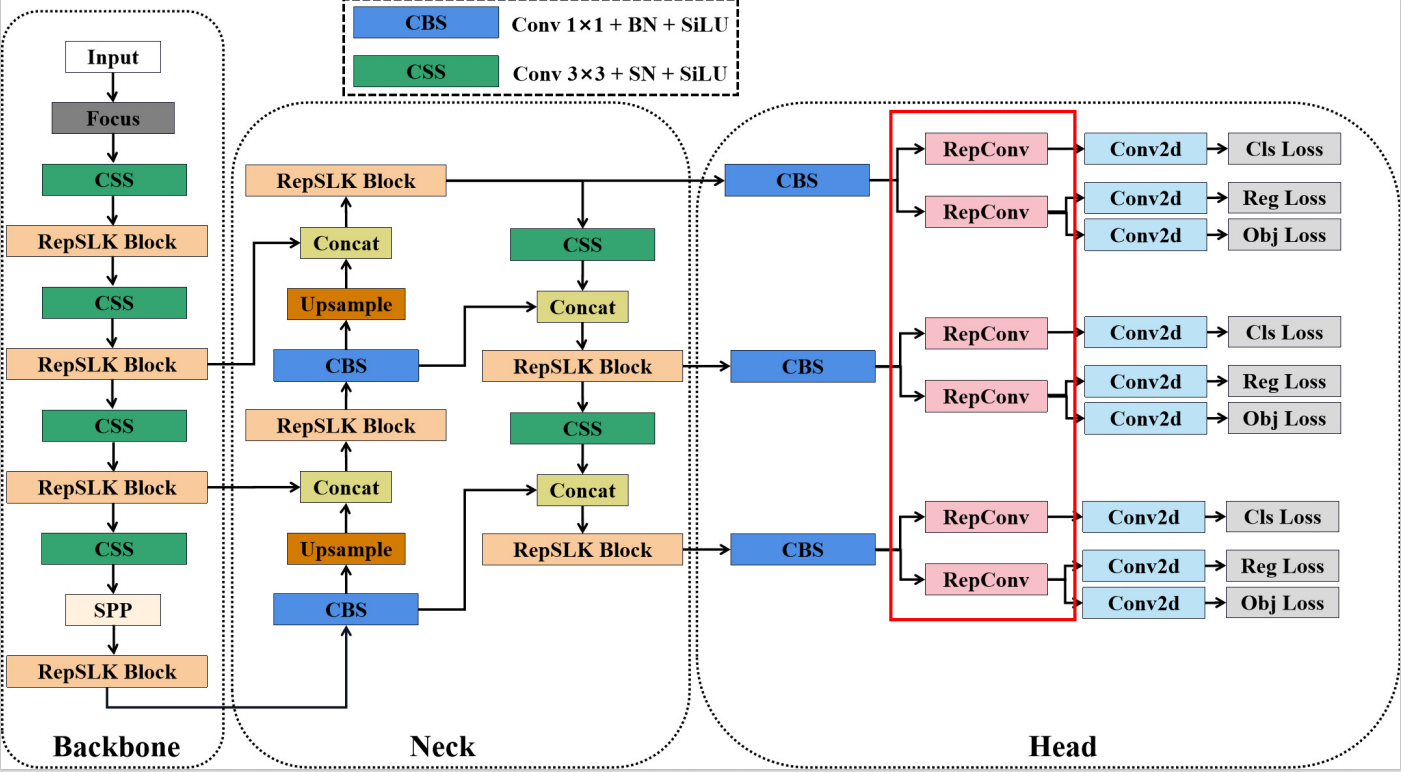 CBS Conv 1×1 + BN + SiLU
CSS Conv 3×3 + SN + SiLU
Input
Focus
CSS
RepSLK Block
CSS
RepSLK Block
CSS
RepSLK Block
CSS
SPP
RepSLK Block
Backbone
RepSLK Block
Concat
Upsample
CBS
RepSLK Block
Concat
Upsample
CBS
CSS
Concat
RepSLK Block
CSS
Concat
RepSLK Block
Neck
CBS
RepConv Conv2d Cls Loss
RepConv Conv2d Reg Loss
Conv2d Obj Loss
CBS
RepConv Conv2d Cls Loss
RepConv Conv2d Reg Loss
Conv2d Obj Loss
CBS
RepConv Conv2d Cls Loss
RepConv Conv2d Reg Loss
Conv2d Obj Loss
Head